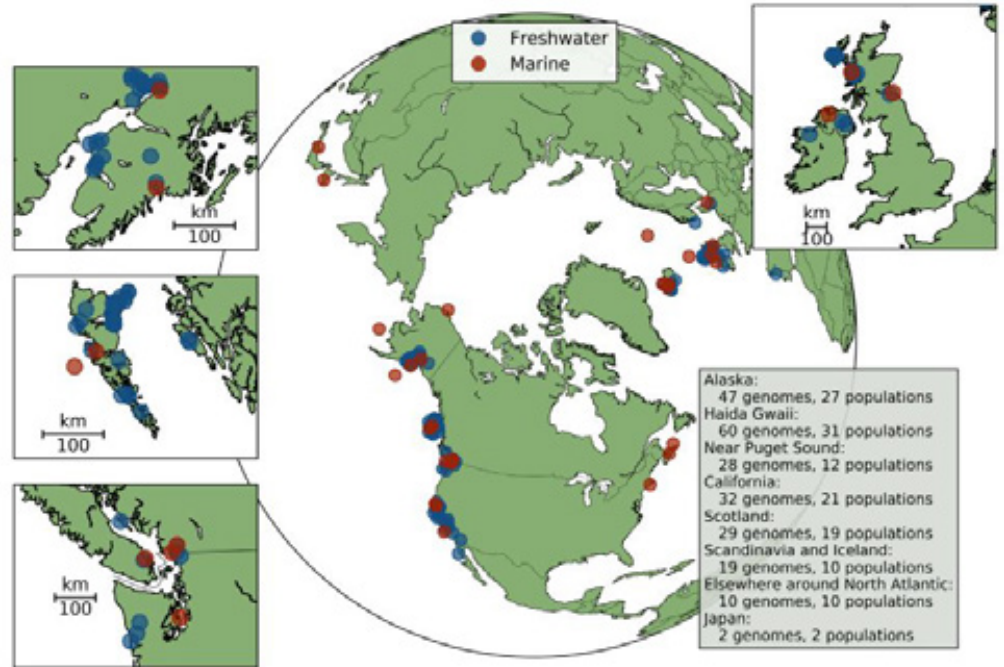 Freshwater
Marine
km
100
km
100
km
100
km
100
Alaska:
47 genomes, 27 populations
Haida Gwaii:
60 genomes, 31 populations
Near Puget Sound:
28 genomes, 12 populations
California:
32 genomes, 21 populations
Scotland:
29 genomes, 19 populations
Scandinavia and Iceland:
19 genomes, 10 populations
Elsewhere around North Atlantic:
10 genomes, 10 populations
Japan:
2 genomes, 2 populations